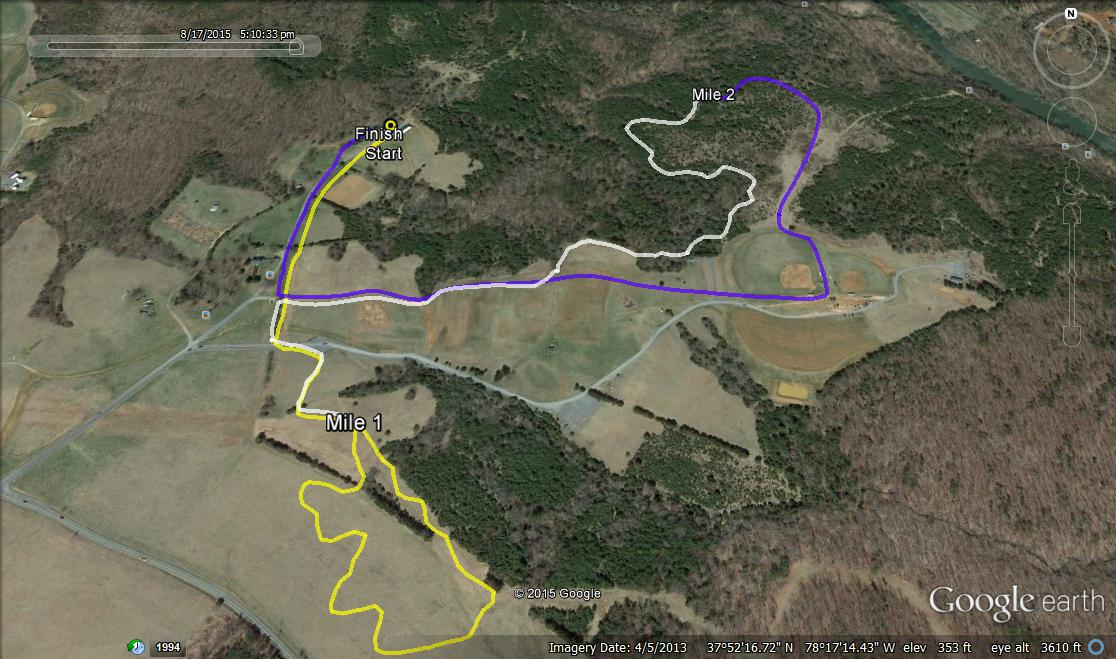 8/17/2015 5:10:33 pm
N
Mile 2
Finish
Start
Mile 1
© 2015 Google
Google earth
1994
Imagery Date: 4/5/2013 37°52'16.72" N 78°17'14.43" W elev 353 ft eye alt 3610 ft